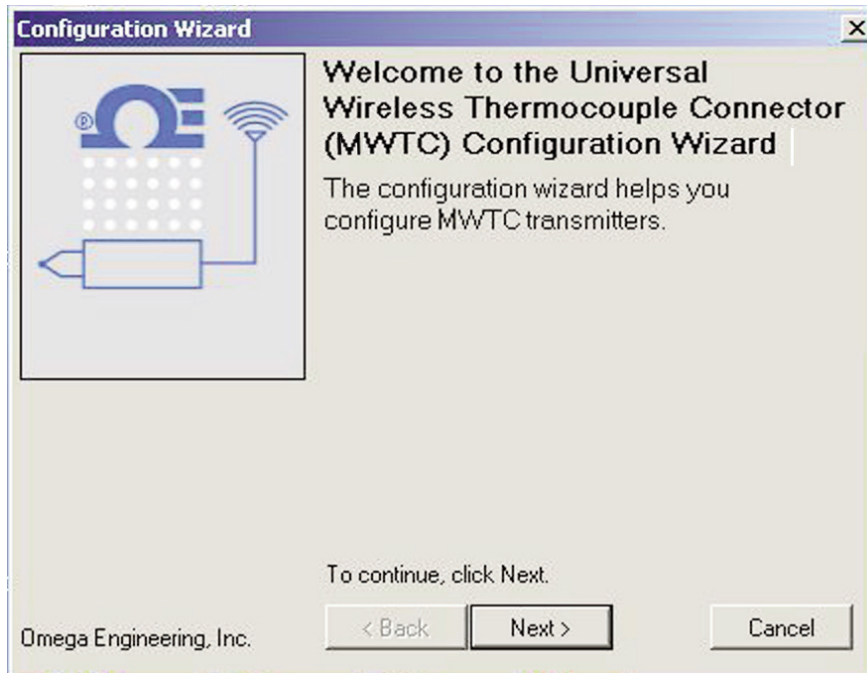 Configuration Wizard
Welcome to the Universal
Wireless Thermocouple Connector
(MWTC) Configuration Wizard
The configuration wizard helps you
configure MWTC transmitters.
®
To continue, click Next.
Omega Engineering, Inc.
< Back
Next >
Cancel